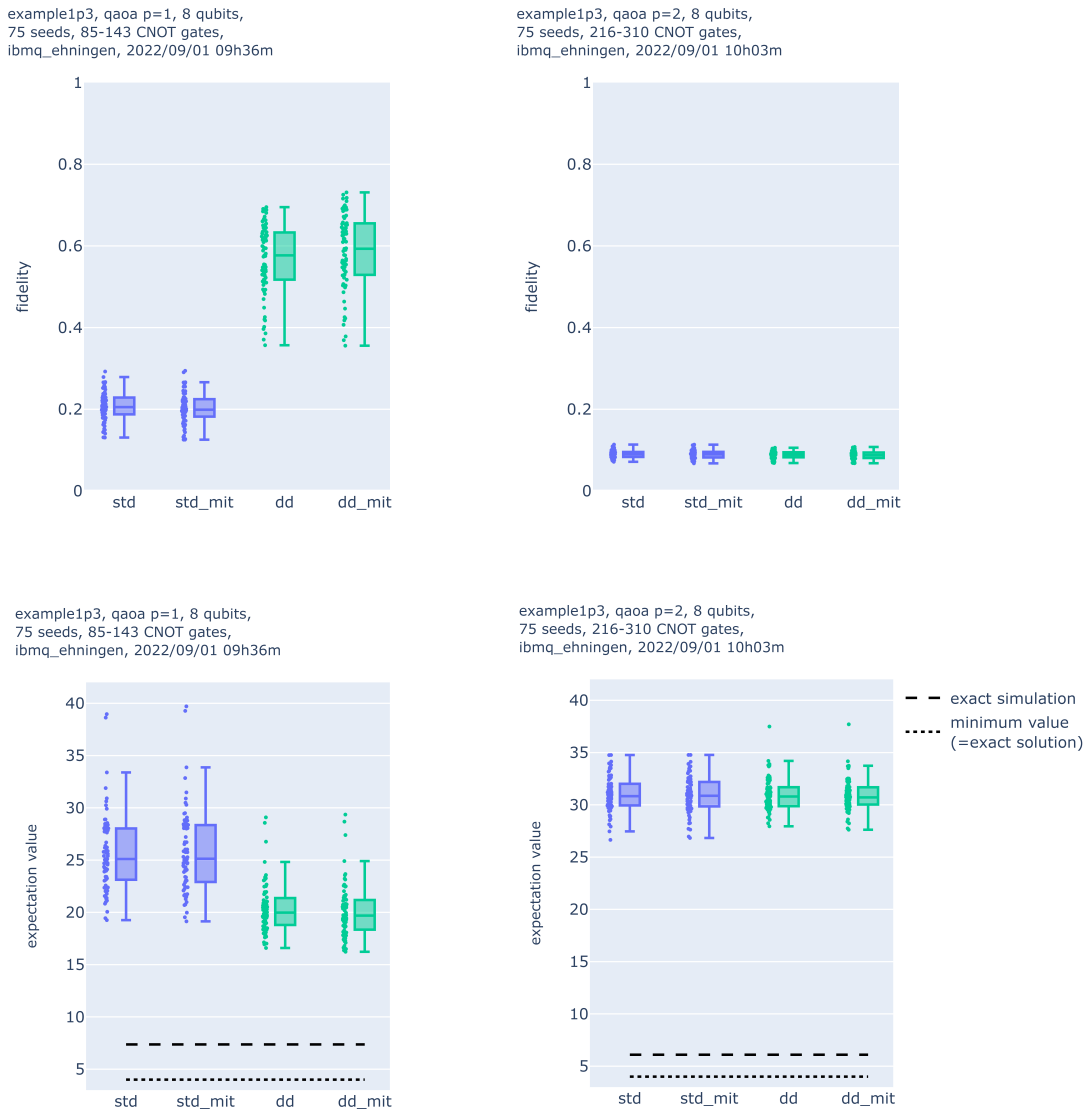 example1p3, qaoa p=1, 8 qubits,
75 seeds, 85-143 CNOT gates,
ibmq_ehningen, 2022/09/01 09h36m
1
0.8
0.6
0.4
0.2
0
fidelity
std
std_mit
dd
dd_mit
example1p3, qaoa p=2, 8 qubits,
75 seeds, 216-310 CNOT gates,
ibmq_ehningen, 2022/09/01 10h03m
1
0.8
0.6
0.4
0.2
0
fidelity
std
std_mit
dd
dd_mit
example1p3, qaoa p=1, 8 qubits,
75 seeds, 85-143 CNOT gates,
ibmq_ehningen, 2022/09/01 09h36m
40
35
30
25
20
15
10
5
expectation value
std
std_mit
dd
dd_mit
example1p3, qaoa p=2, 8 qubits,
75 seeds, 216-310 CNOT gates,
ibmq_ehningen, 2022/09/01 10h03m
40
35
30
25
20
15
10
5
expectation value
std
std_mit
dd
dd_mit
exact simulation
minimum value
(=exact solution)